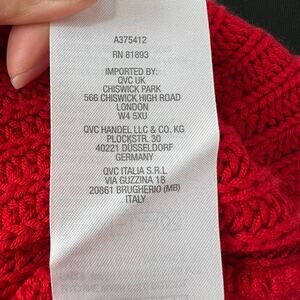 A375412
RN 81893
IMPORTED BY:
QVC UK
CHISWICK PARK
566 CHISWICK HIGH ROAD
LONDON
W4 5XU
QVC HANDEL LLC & CO. KG
PLOCKSTR. 30
40221 DÜSSELDORF
GERMANY
QVC ITALIA S.R.L
VIA GUZZINA 18
20861 BRUGHERIO (MB)
ITALY